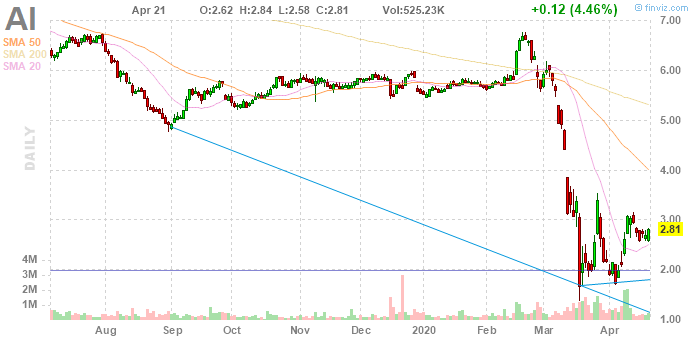 AI
Apr 21 O:2.62 H:2.84 L:2.58 C:2.81 Vol:525.23K +0.12 (4.46%)
© finviz.com
SMA 50
SMA 200
SMA 20
DAILY
7.00
6.00
5.00
4.00
3.00
2.81
2.00
1.00
4M
3M
2M
1M
Aug Sep Oct Nov Dec 2020 Feb Mar Apr